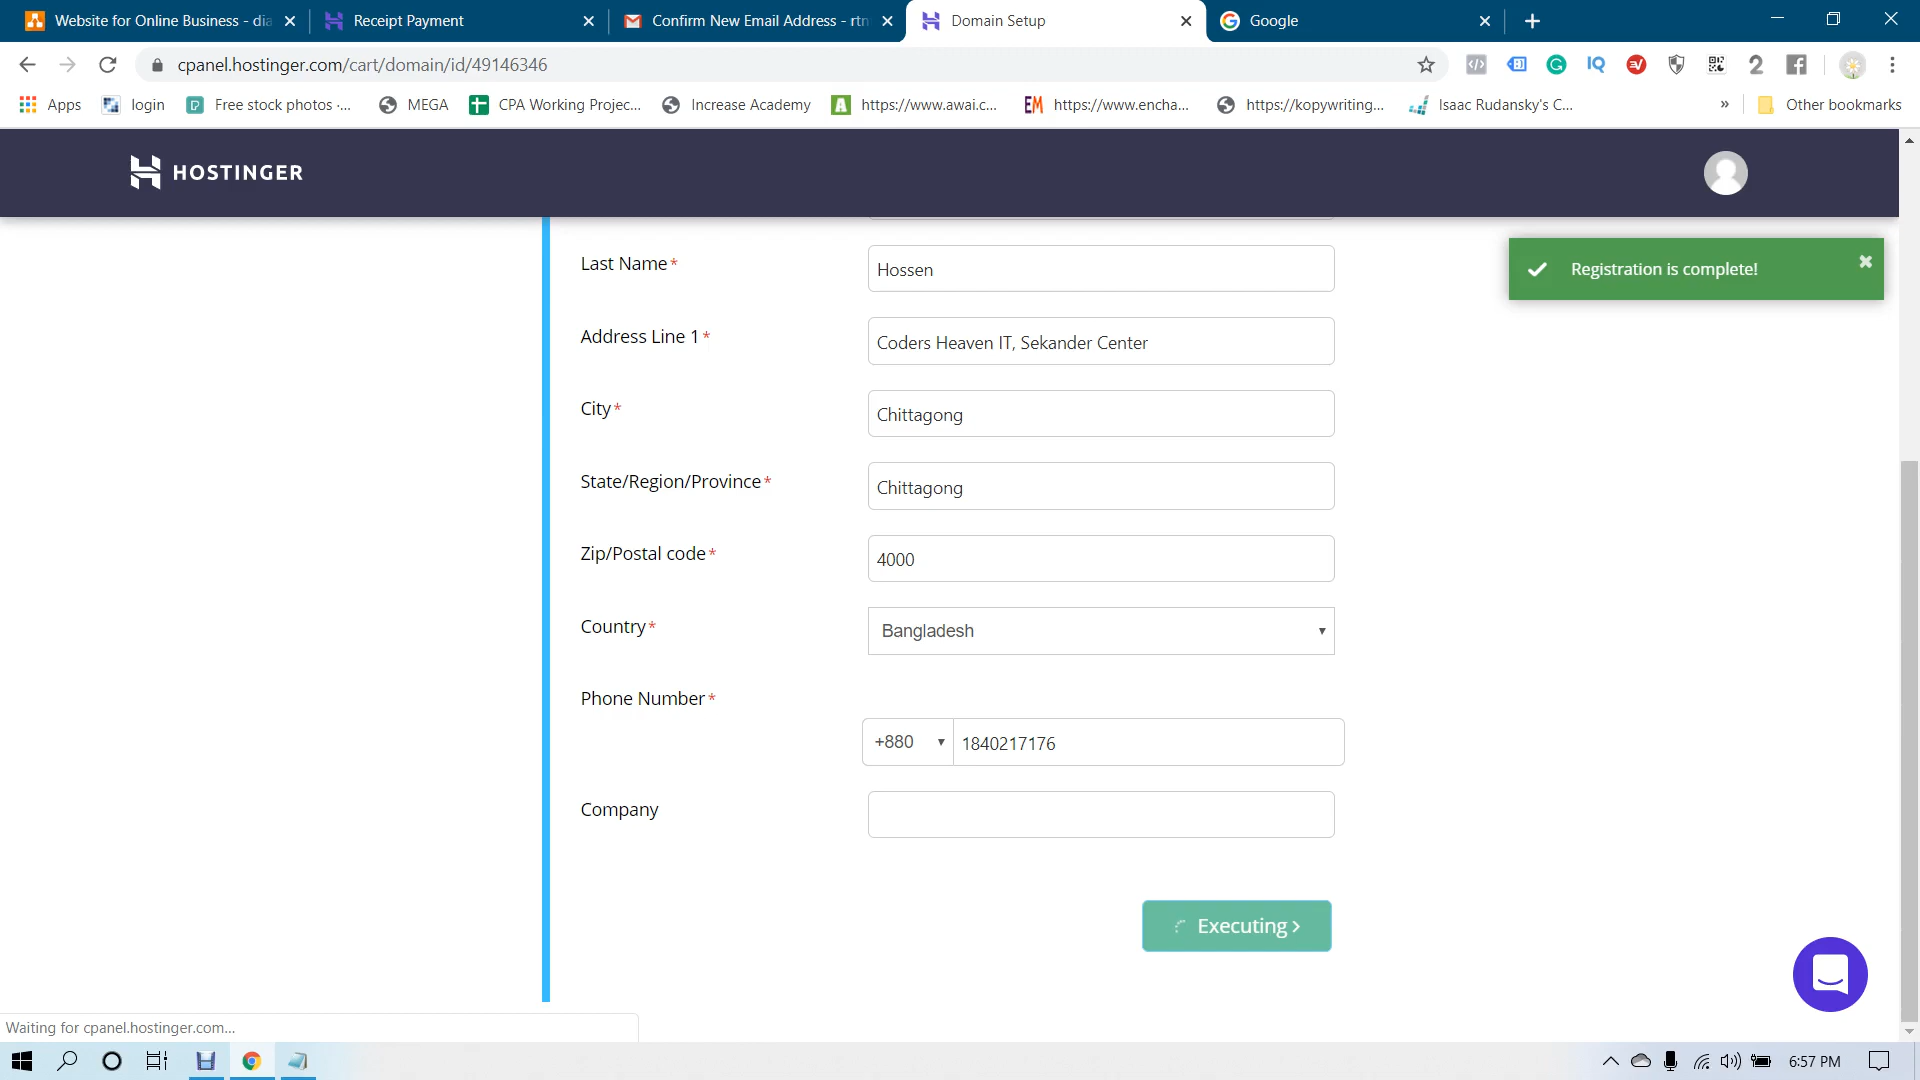 Website for Online Business - dia
Receipt Payment
Confirm New Email Address - rtn
Domain Setup
Google
cpanel.hostinger.com/cart/domain/id/49146346
Apps
login
Free stock photos -...
MEGA
CPA Working Projec...
Increase Academy
https://www.awai.c...
EM
https://www.encha...
https://kopywriting...
Isaac Rudansky's C...
»
Other bookmarks
HOSTINGER
Registration is complete!
Last Name*
Hossen
Address Line 1*
Coders Heaven IT, Sekander Center
City*
Chittagong
State/Region/Province*
Chittagong
Zip/Postal code*
4000
Country*
Bangladesh
Phone Number*
+880
1840217176
Company
Executing ›
Waiting for cpanel.hostinger.com...
6:57 PM